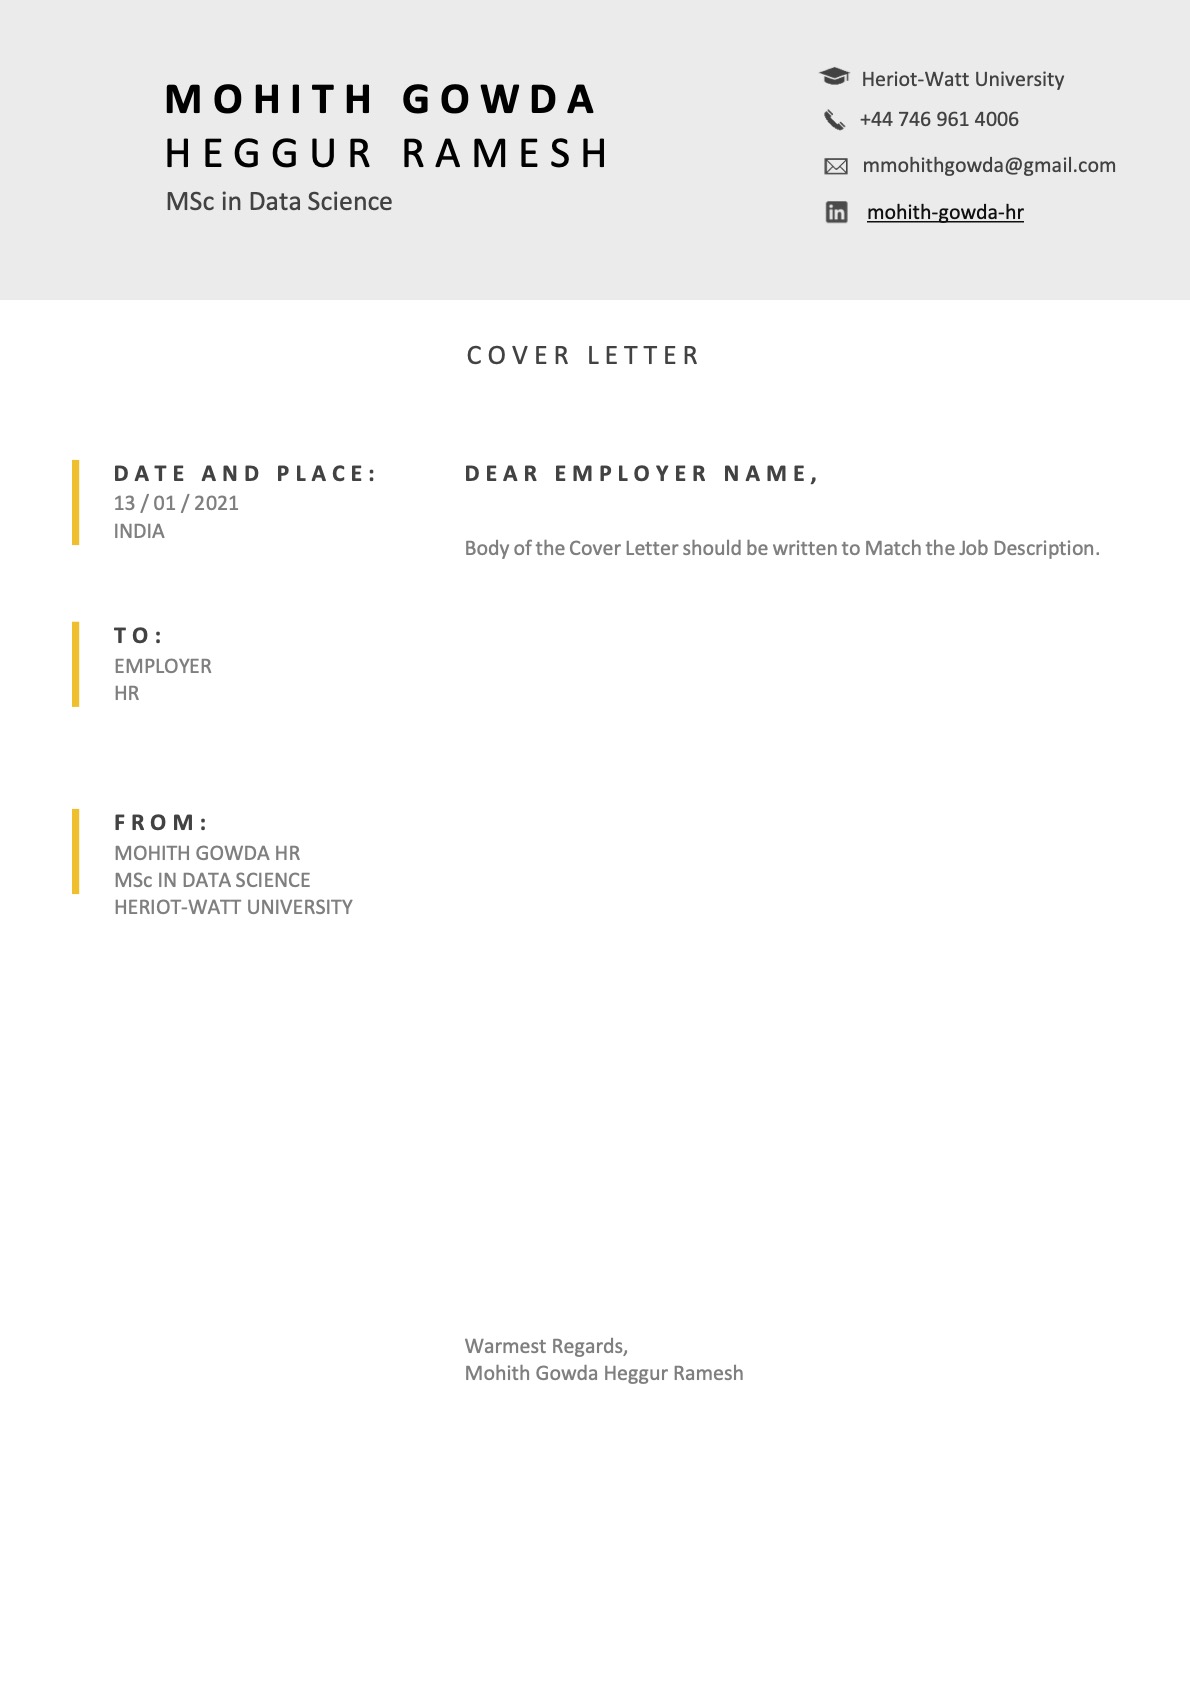 MOHITH GOWDA
HEGGUR RAMESH
MSc in Data Science
Heriot-Watt University
+44 746 961 4006
mmohithgowda@gmail.com
mohith-gowda-hr
COVER LETTER
DATE AND PLACE:
13 / 01 / 2021
INDIA
TO:
EMPLOYER
HR
FROM:
MOHITH GOWDA HR
MSc IN DATA SCIENCE
HERIOT-WATT UNIVERSITY
DEAR EMPLOYER NAME,
Body of the Cover Letter should be written to Match the Job Description.
Warmest Regards,
Mohith Gowda Heggur Ramesh